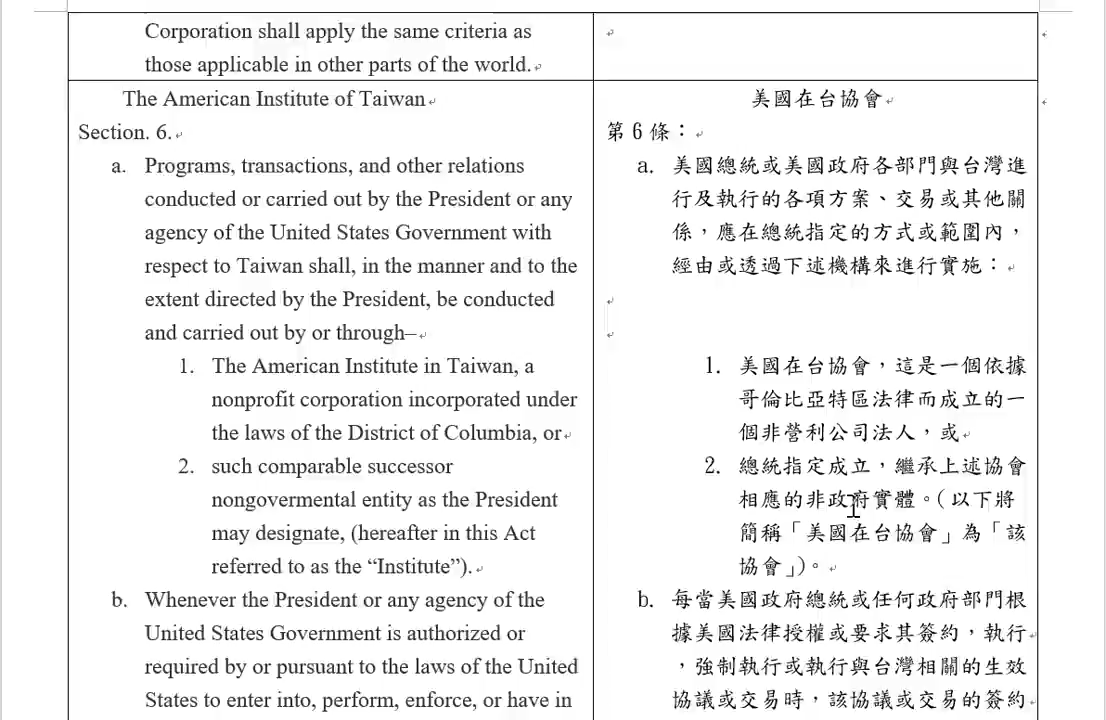 Corporation shall apply the same criteria as
those applicable in other parts of the world.
The American Institute of Taiwan
Section. 6.
a. Programs, transactions, and other relations
conducted or carried out by the President or any
agency of the United States Government with
respect to Taiwan shall, in the manner and to the
extent directed by the President, be conducted
and carried out by or through–
1. The American Institute in Taiwan, a
nonprofit corporation incorporated under
the laws of the District of Columbia, or
2. such comparable successor
nongovermental entity as the President
may designate, (hereafter in this Act
referred to as the “Institute”).
b. Whenever the President or any agency of the
United States Government is authorized or
required by or pursuant to the laws of the United
States to enter into, perform, enforce, or have in
美國在台協會
第 6 條：
a. 美國總統或美國政府各部門與台灣進
行及執行的各項方案、交易或其他關
係，應在總統指定的方式或範圍內，
經由或透過下述機構來進行實施：
1. 美國在台協會，這是一個依據
哥倫比亞特區法律而成立的一
個非營利公司法人，或
2. 總統指定成立，繼承上述協會
相應的非政府實體。(以下將
簡稱「美國在台協會」為「該
協會」)。
b. 每當美國政府總統或任何政府部門根
據美國法律授權或要求其簽約，執行
，強制執行或執行與台灣相關的生效
協議或交易時，該協議或交易的簽約